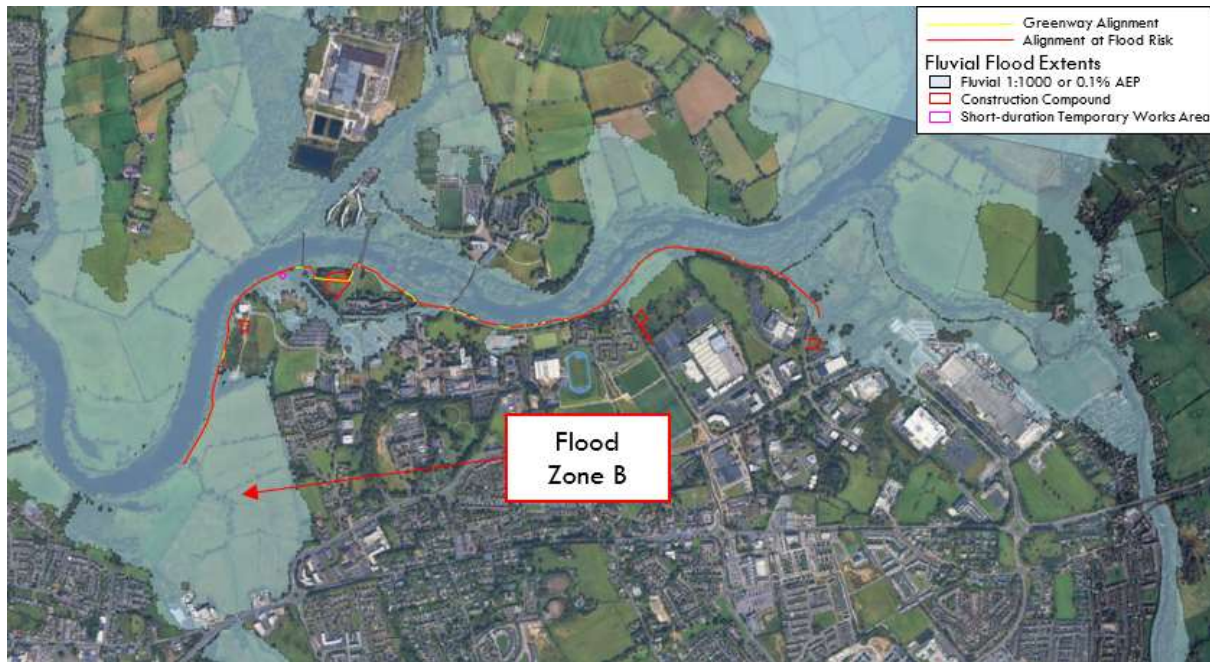 Greenway Alignment
Alignment at Flood Risk
Fluvial Flood Extents
Fluvial 1:1000 or 0.1% AEP
Construction Compound
Short-duration Temporary Works Area
Flood
Zone B